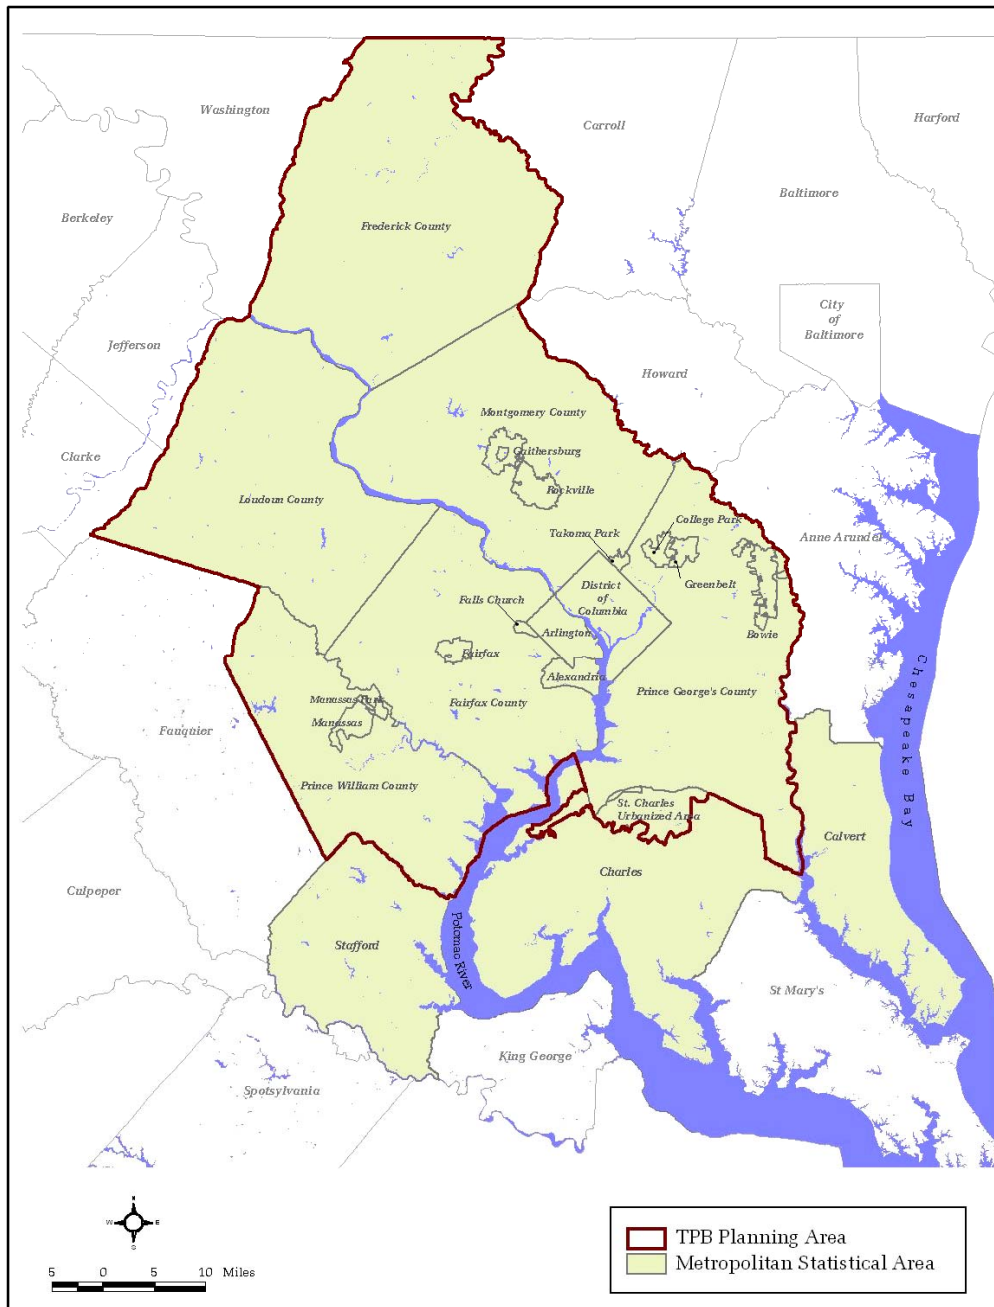 Washington
Carroll
Harford
Berkeley
Baltimore
Frederick County
City
of
Baltimore
Jefferson
Howard
Montgomery County
Gaithersburg
Clarke
Rockville
Loudoun County
College Park
Takoma Park
Anne Arundel
District
of
Columbia
Greenbelt
Falls Church
Arlington
Bowie
Fairfax
Alexandria
Prince George's County
Manassas Park
Fairfax County
Manassas
Fauquier
Chesapeake Bay
Prince William County
St. Charles
Urbanized Area
Calvert
Charles
Culpeper
Stafford
Potomac River
St Mary's
King George
Spotsylvania
N
W
E
S
5 0 5 10 Miles
TPB Planning Area
Metropolitan Statistical Area